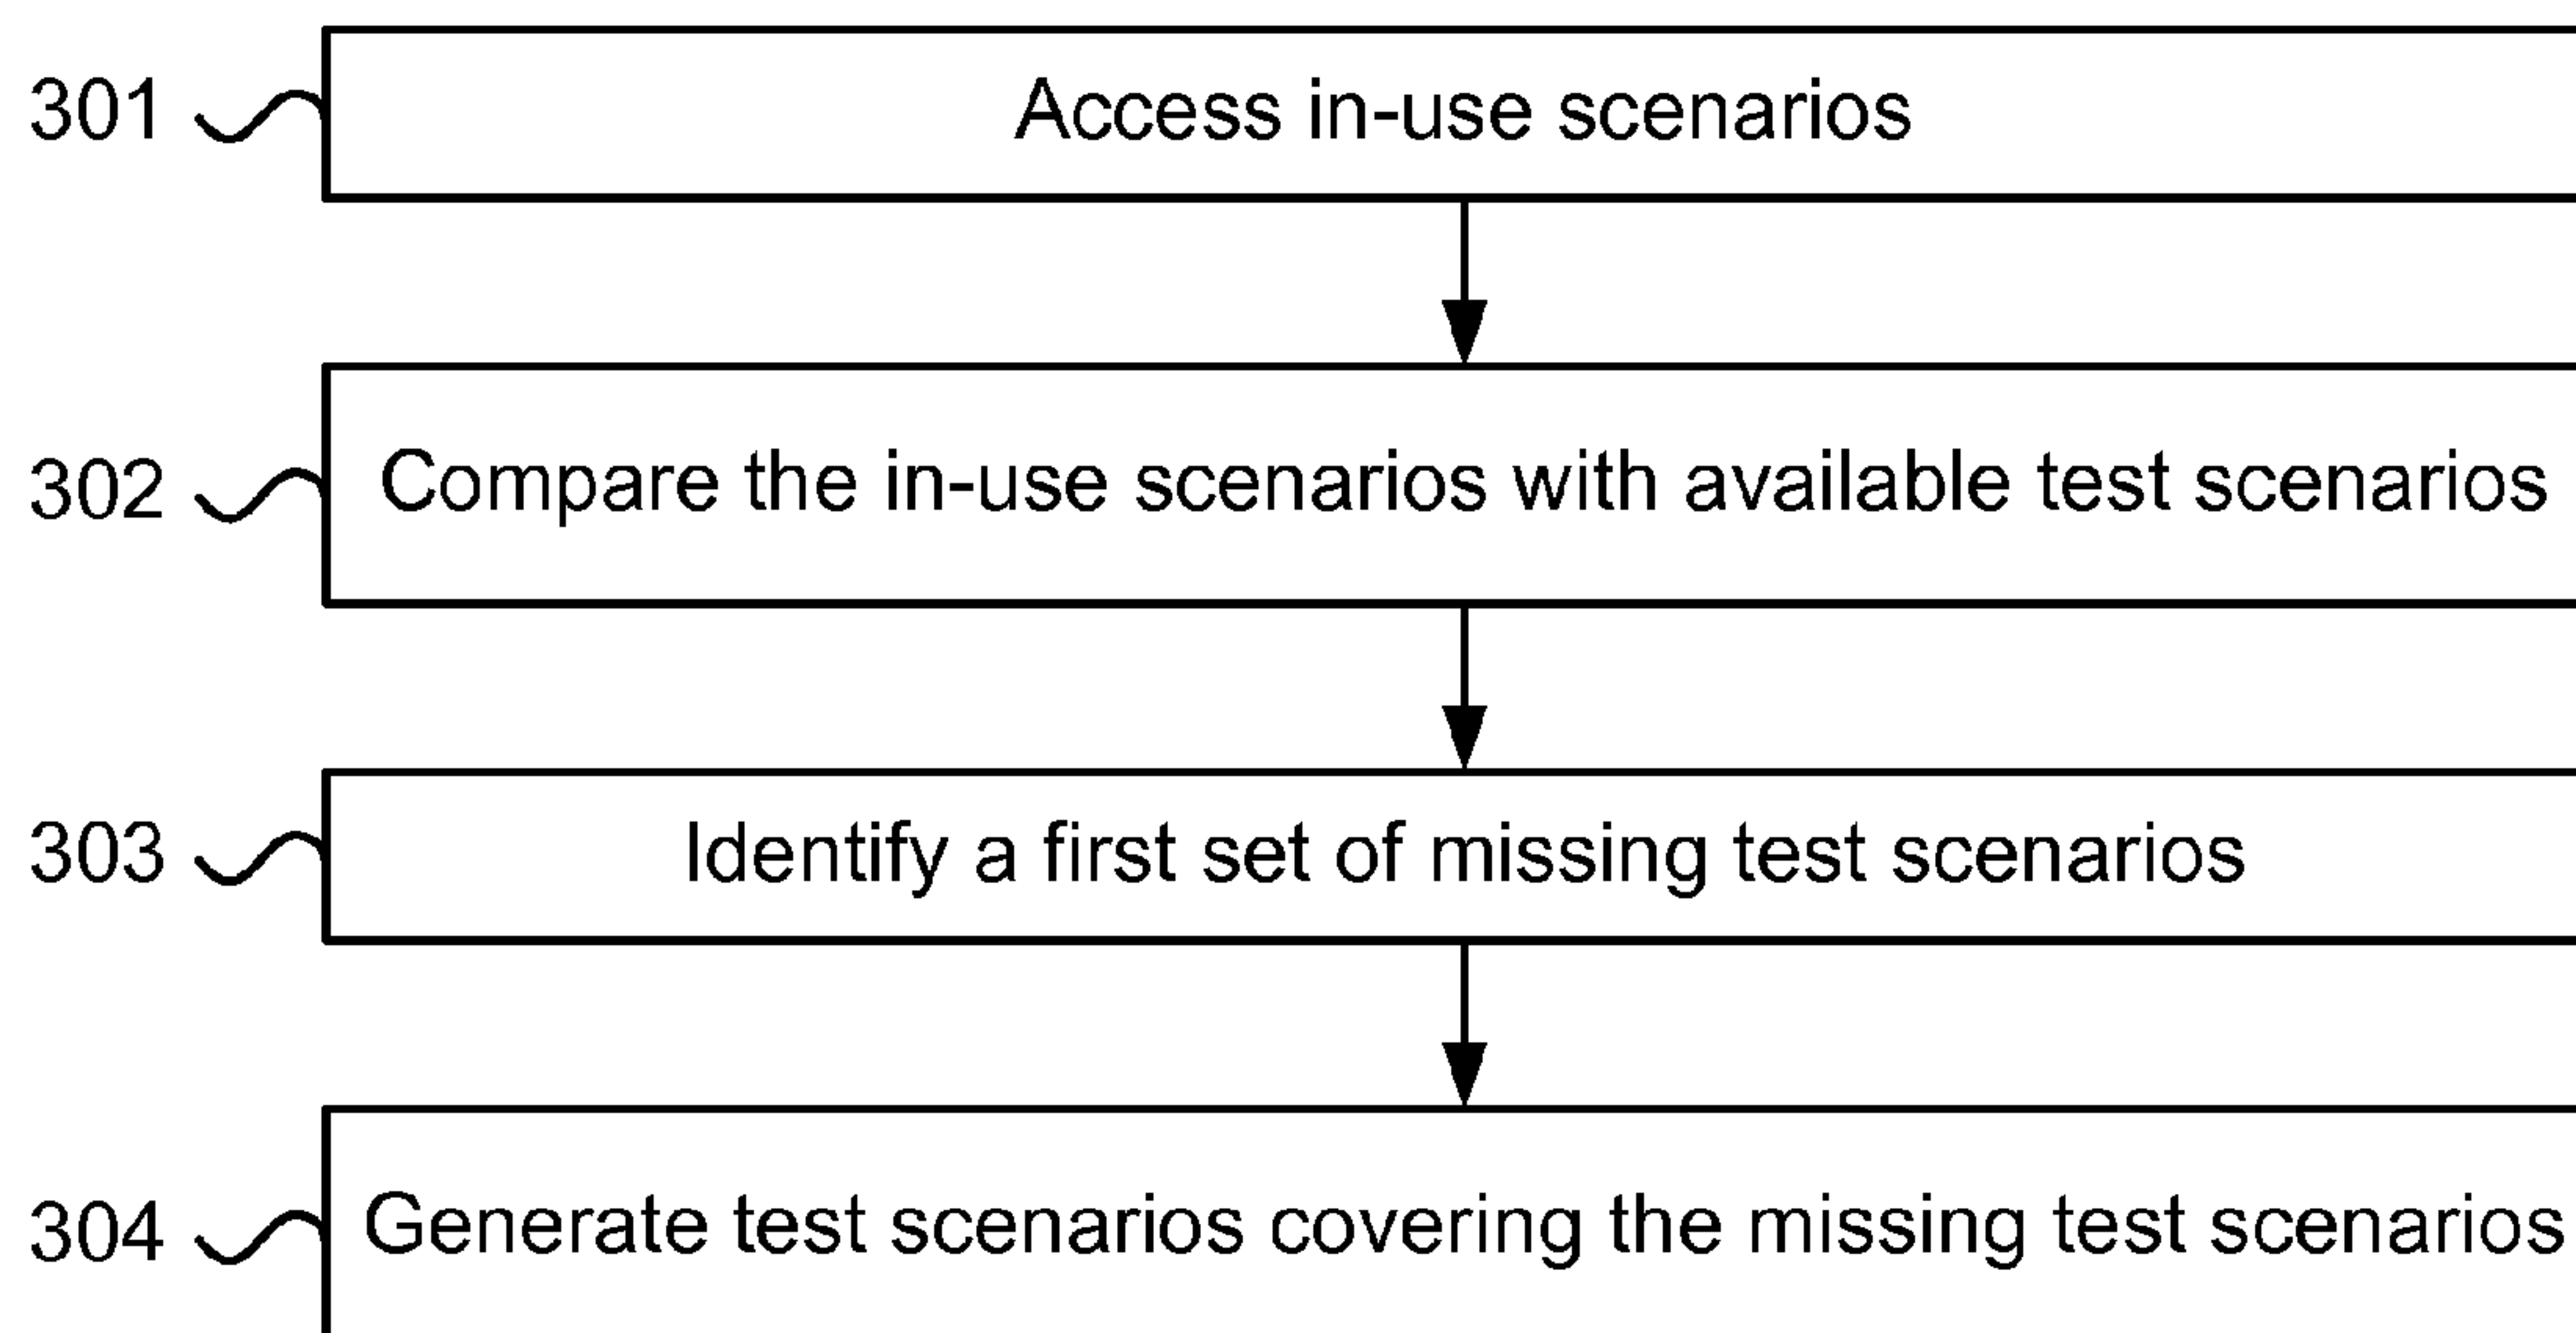 301 Access in-use scenarios
302 Compare the in-use scenarios with available test scenarios
303 Identify a first set of missing test scenarios
304 Generate test scenarios covering the missing test scenarios